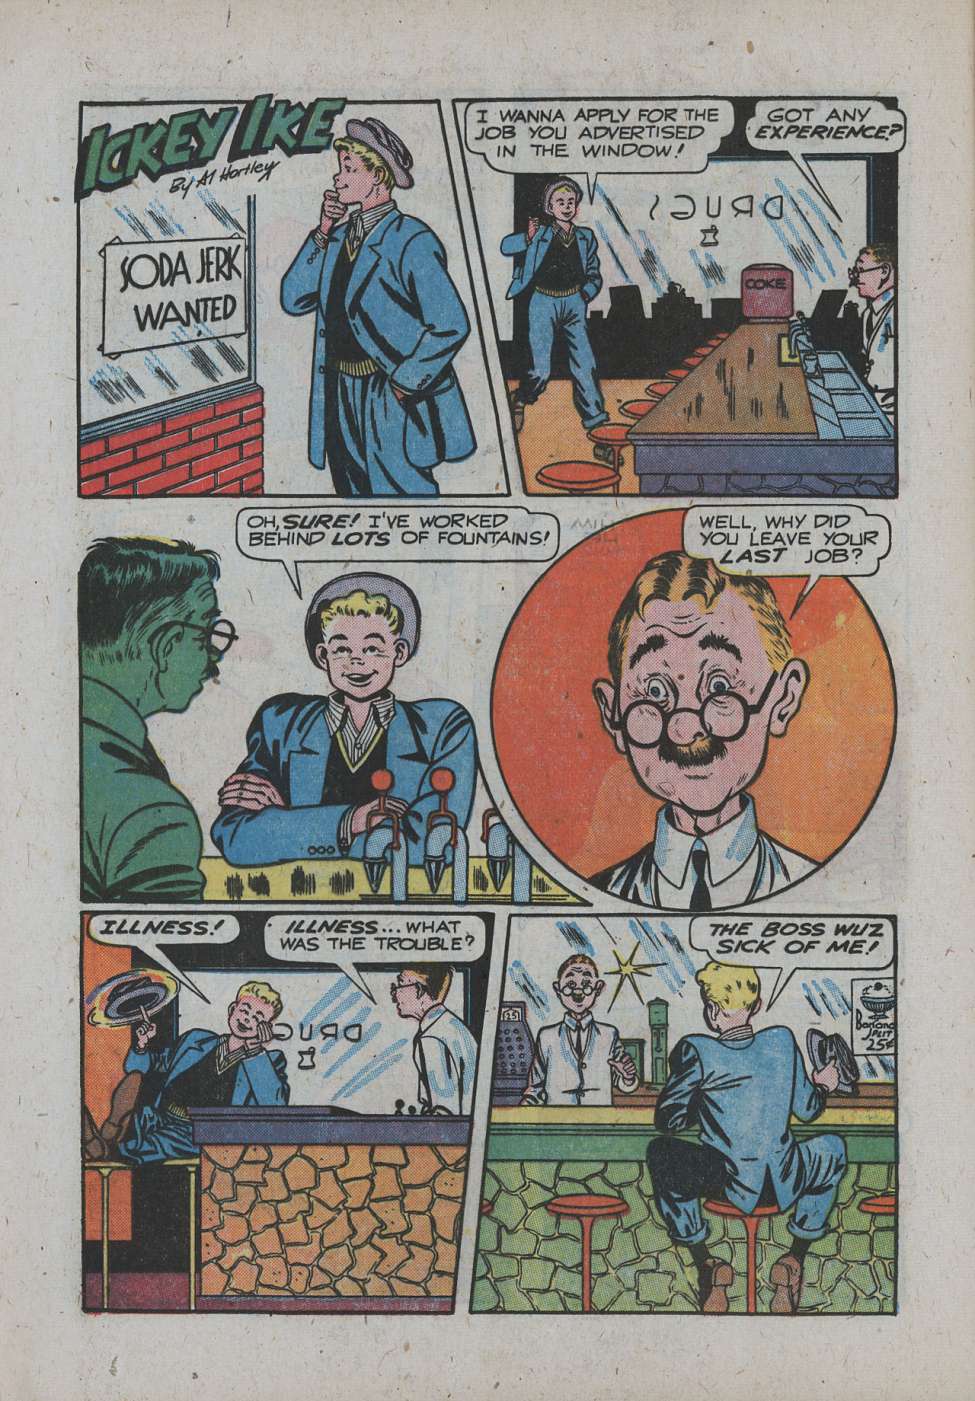 ICKEY IKE
By Al Hartley
SODA JERK
WANTED
I WANNA APPLY FOR THE
JOB YOU ADVERTISED
IN THE WINDOW!
GOT ANY
EXPERIENCE?
DRUGS
COKE
OH, SURE! I'VE WORKED
BEHIND LOTS OF FOUNTAINS!
WELL, WHY DID
YOU LEAVE YOUR
LAST JOB?
ILLNESS!
ILLNESS...WHAT
WAS THE TROUBLE?
DRUG
THE BOSS WUZ
SICK OF ME!
Banana
SPLIT
25¢